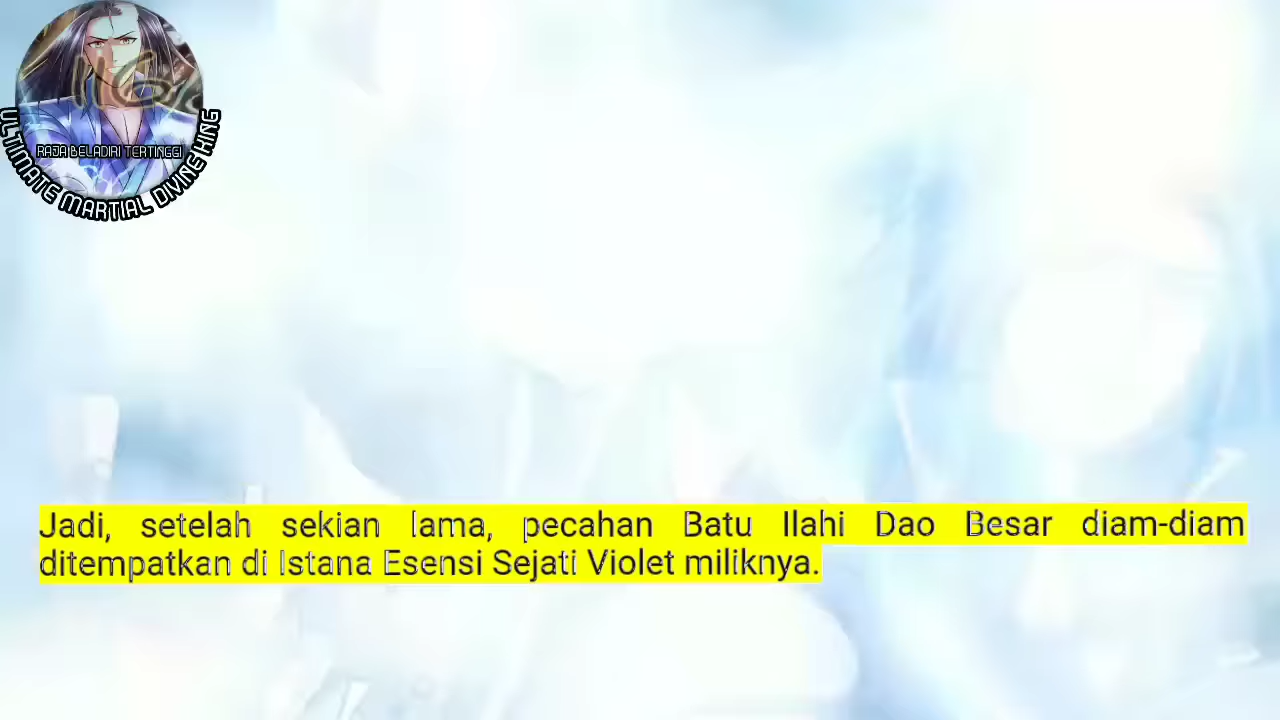 RAJA BELADIRI TERTINGGI
ULTIMATE MARTIAL DIVINE KING
Jadi, setelah sekian lama, pecahan Batu Ilahi Dao Besar diam-diam
ditempatkan di Istana Esensi Sejati Violet miliknya.